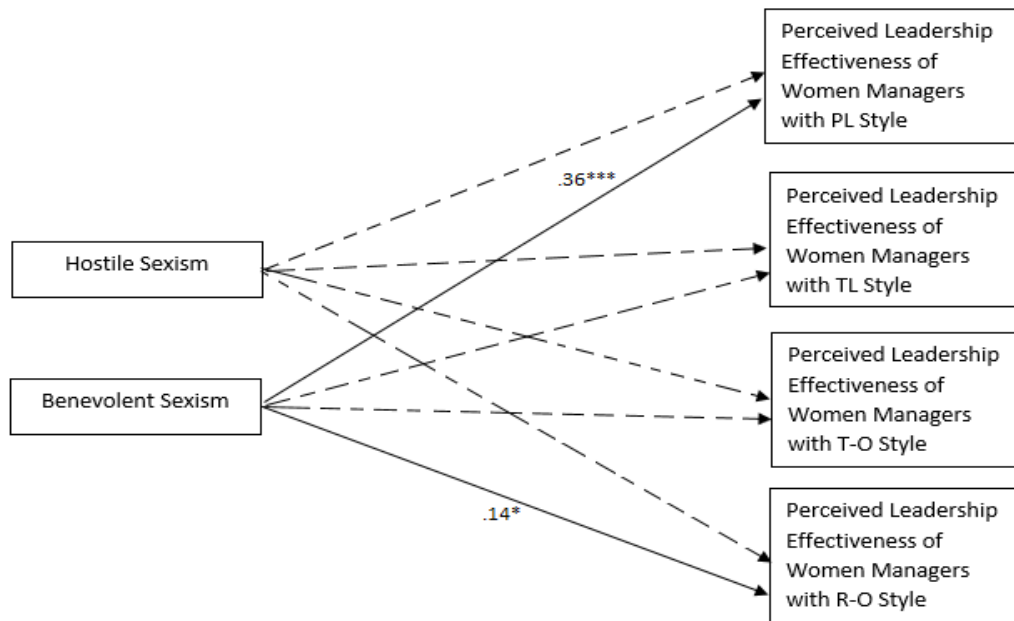 Perceived Leadership
Effectiveness of
Women Managers
with PL Style
.36***
Perceived Leadership
Effectiveness of
Women Managers
with TL Style
Hostile Sexism
Perceived Leadership
Effectiveness of
Women Managers
with T-O Style
Benevolent Sexism
.14*
Perceived Leadership
Effectiveness of
Women Managers
with R-O Style